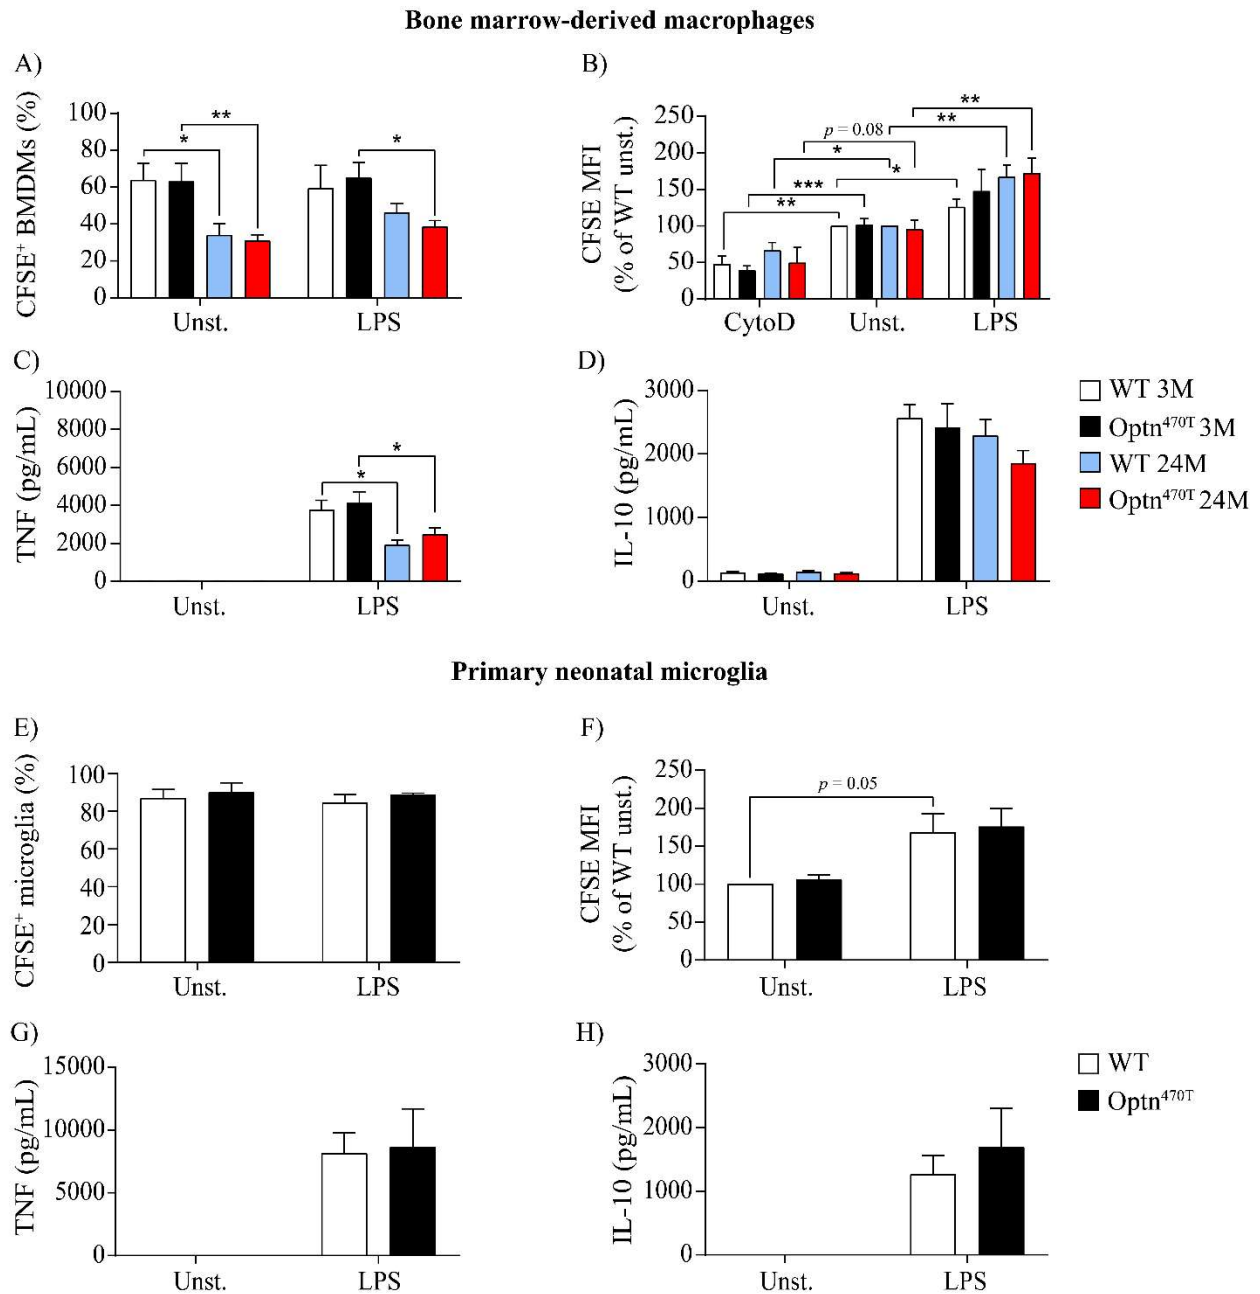 Bone marrow-derived macrophages
A)
CFSE⁺ BMDMs (%)
100
80
60
40
20
0
*
**
*
Unst.
LPS
B)
CFSE MFI
(% of WT unst.)
250
200
150
100
50
0
**
***
*
p = 0.08
*
**
**
CytoD
Unst.
LPS
C)
TNF (pg/mL)
10000
8000
6000
4000
2000
0
*
*
Unst.
LPS
D)
IL-10 (pg/mL)
3000
2000
1000
0
Unst.
LPS
WT 3M
Optn⁴⁷⁰ᵀ 3M
WT 24M
Optn⁴⁷⁰ᵀ 24M
Primary neonatal microglia
E)
CFSE⁺ microglia (%)
100
80
60
40
20
0
Unst.
LPS
F)
CFSE MFI
(% of WT unst.)
250
200
150
100
50
0
p = 0.05
Unst.
LPS
G)
TNF (pg/mL)
15000
10000
5000
0
Unst.
LPS
H)
IL-10 (pg/mL)
3000
2000
1000
0
Unst.
LPS
WT
Optn⁴⁷⁰ᵀ